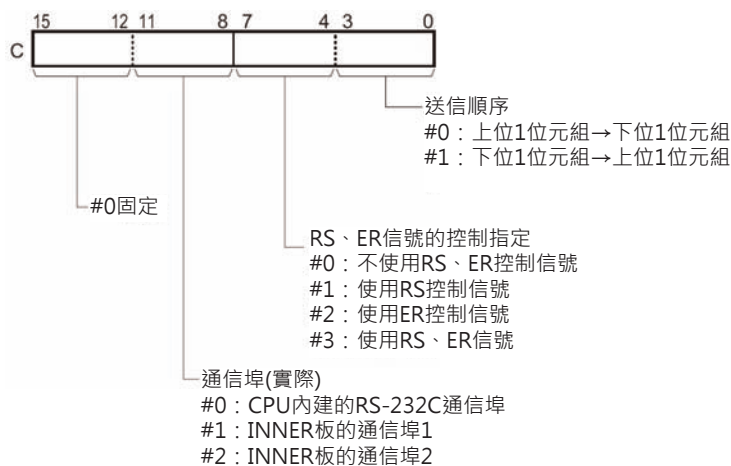 15 12 11 8 7 4 3 0
C
送信順序
#0：上位1位元組→下位1位元組
#1：下位1位元組→上位1位元組
#0固定
RS、ER信號的控制指定
#0：不使用RS、ER控制信號
#1：使用RS控制信號
#2：使用ER控制信號
#3：使用RS、ER信號
通信埠(實際)
#0：CPU內建的RS-232C通信埠
#1：INNER板的通信埠1
#2：INNER板的通信埠2